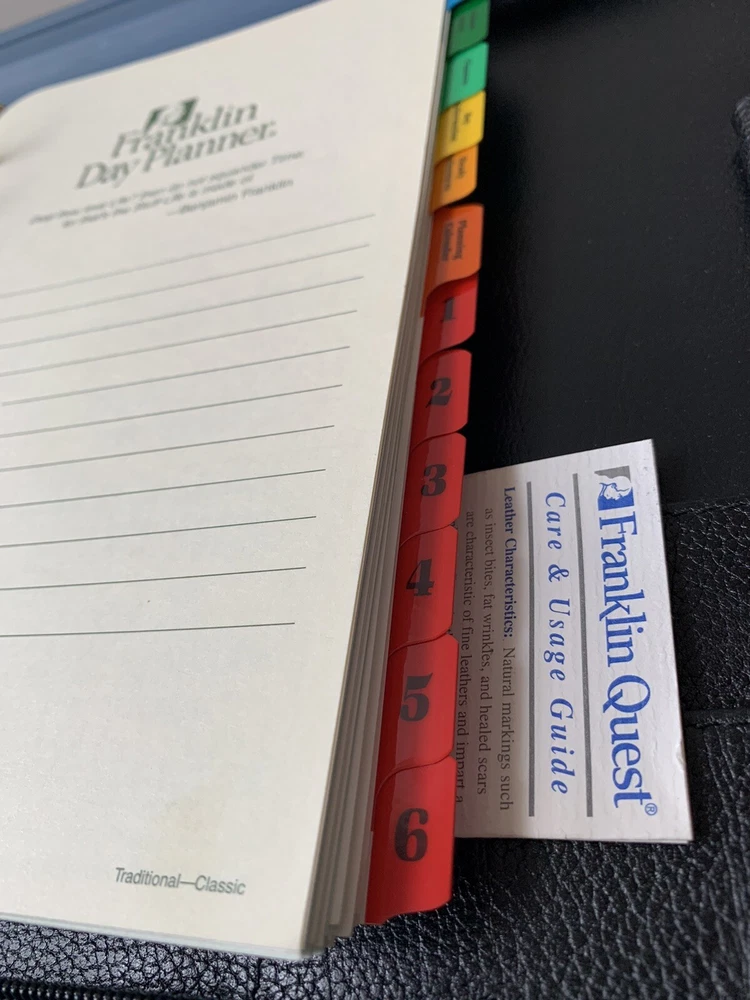 Franklin
Day Planner.
—Benjamin Franklin
Traditional—Classic
Planning
Calendar
1
2
3
4
5
6
Franklin Quest®
Care & Usage Guide
Leather Characteristics: Natural markings such
as insect bites, fat wrinkles, and healed scars
are characteristic of fine leathers and impart a